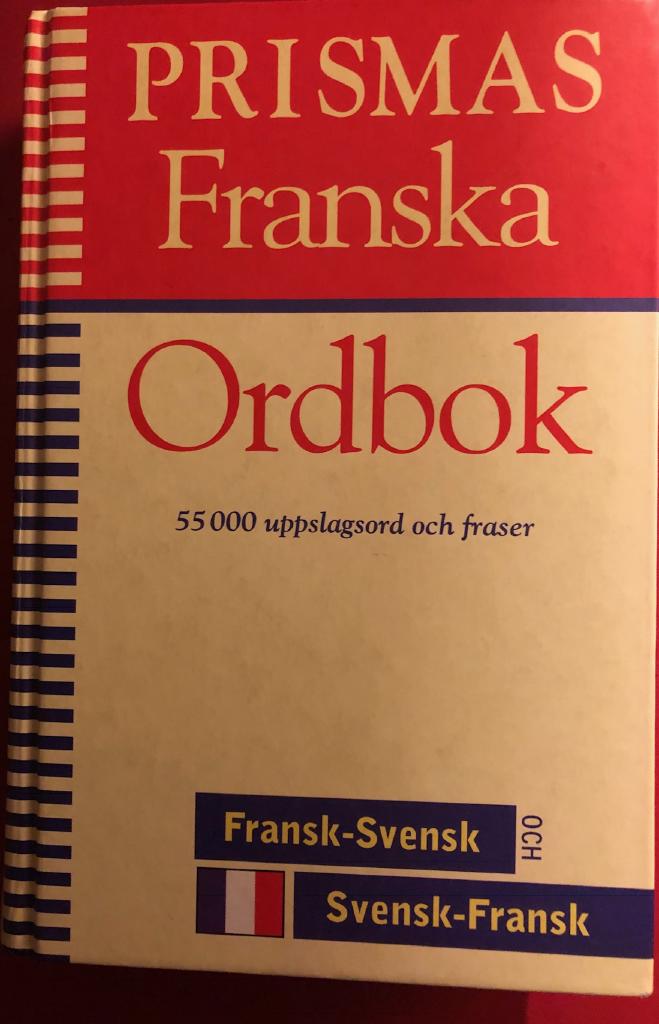 PRISMAS
Franska
Ordbok
55 000 uppslagsord och fraser
Fransk-Svensk
OCH
Svensk-Fransk